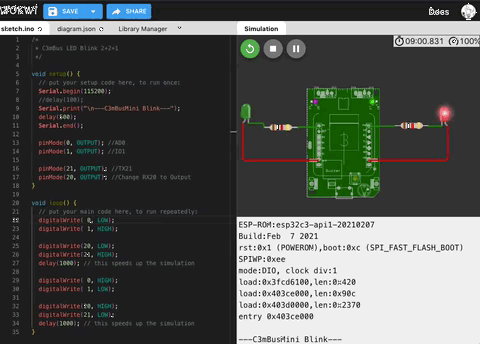 WOKWI SAVE SHARE Docs
sketch.ino diagram.json Library Manager Simulation
/*
* C3mBus LED Blink 2+2=1
*/
void setup() {
// put your setup code here, to run once:
Serial.begin(115200);
//delay(100);
Serial.print("\n~~~C3mBusMini Blink~~~");
delay(500);
Serial.end();
pinMode(0, OUTPUT); //AD0
pinMode(1, OUTPUT); //IO1
pinMode(21, OUTPUT); //TX21
pinMode(20, OUTPUT); //Change RX20 to Output
}
void loop() {
// put your main code here, to run repeatedly:
digitalWrite( 0, LOW);
digitalWrite( 1, HIGH);
digitalWrite(20, LOW);
digitalWrite(21, HIGH);
delay(1000); // this speeds up the simulation
digitalWrite( 0, HIGH);
digitalWrite( 1, LOW);
digitalWrite(20, HIGH);
digitalWrite(21, LOW);
delay(1000); // this speeds up the simulation
}
09:00.831 100%
ESP-ROM:esp32c3-api1-20210207
Build:Feb 7 2021
rst:0x1 (POWERON),boot:0xc (SPI_FAST_FLASH_BOOT)
SPIWP:0xee
mode:DIO, clock div:1
load:0x3fcd6100,len:0x420
load:0x403ce000,len:0x90c
load:0x403d0000,len:0x2370
entry 0x403ce000
~~~C3mBusMini Blink~~~